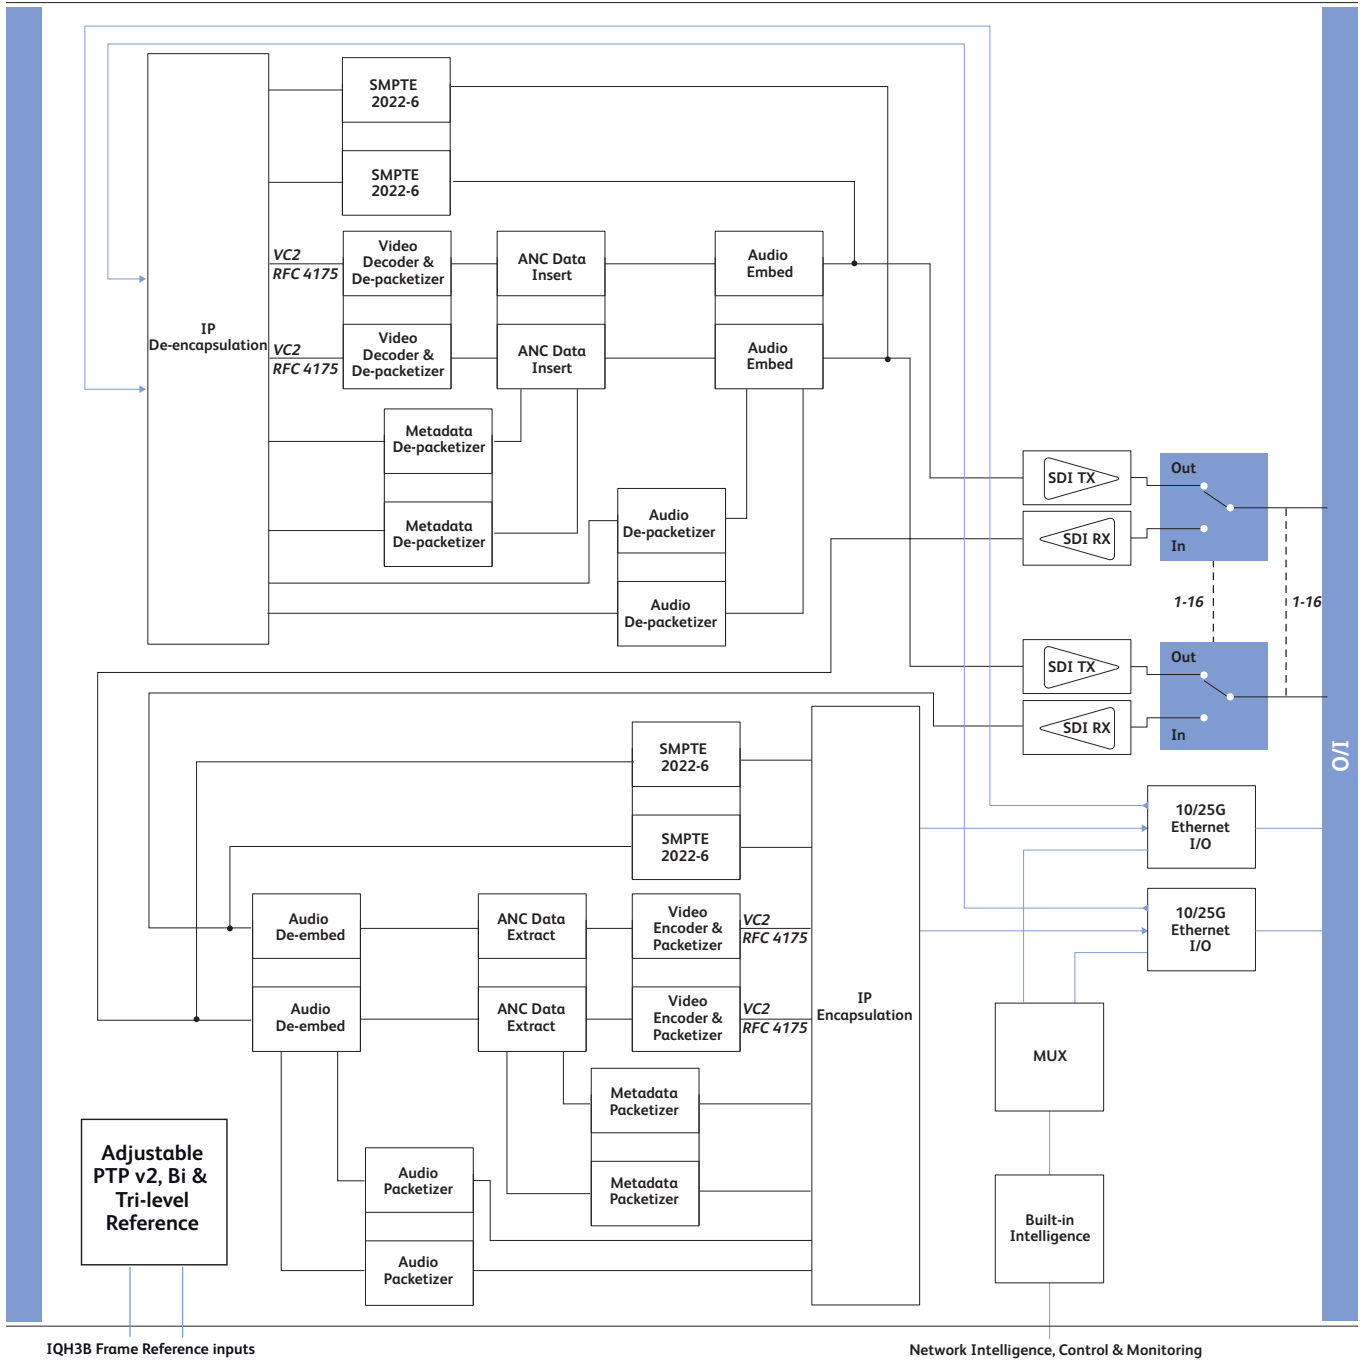 SMPTE
2022-6
SMPTE
2022-6
VC2
RFC 4175
Video
Decoder &
De-packetizer
ANC Data
Insert
Audio
Embed
IP
De-encapsulation
VC2
RFC 4175
Video
Decoder &
De-packetizer
ANC Data
Insert
Audio
Embed
Metadata
De-packetizer
Metadata
De-packetizer
Audio
De-packetizer
Audio
De-packetizer
SDI TX
SDI RX
Out
In
1-16
1-16
SDI TX
SDI RX
Out
In
I/O
SMPTE
2022-6
SMPTE
2022-6
10/25G
Ethernet
I/O
10/25G
Ethernet
I/O
Audio
De-embed
ANC Data
Extract
Video
Encoder &
Packetizer
VC2
RFC 4175
Audio
De-embed
ANC Data
Extract
Video
Encoder &
Packetizer
VC2
RFC 4175
IP
Encapsulation
MUX
Metadata
Packetizer
Metadata
Packetizer
Adjustable
PTP v2, Bi &
Tri-level
Reference
Audio
Packetizer
Audio
Packetizer
Built-in
Intelligence
IQH3B Frame Reference inputs
Network Intelligence, Control & Monitoring